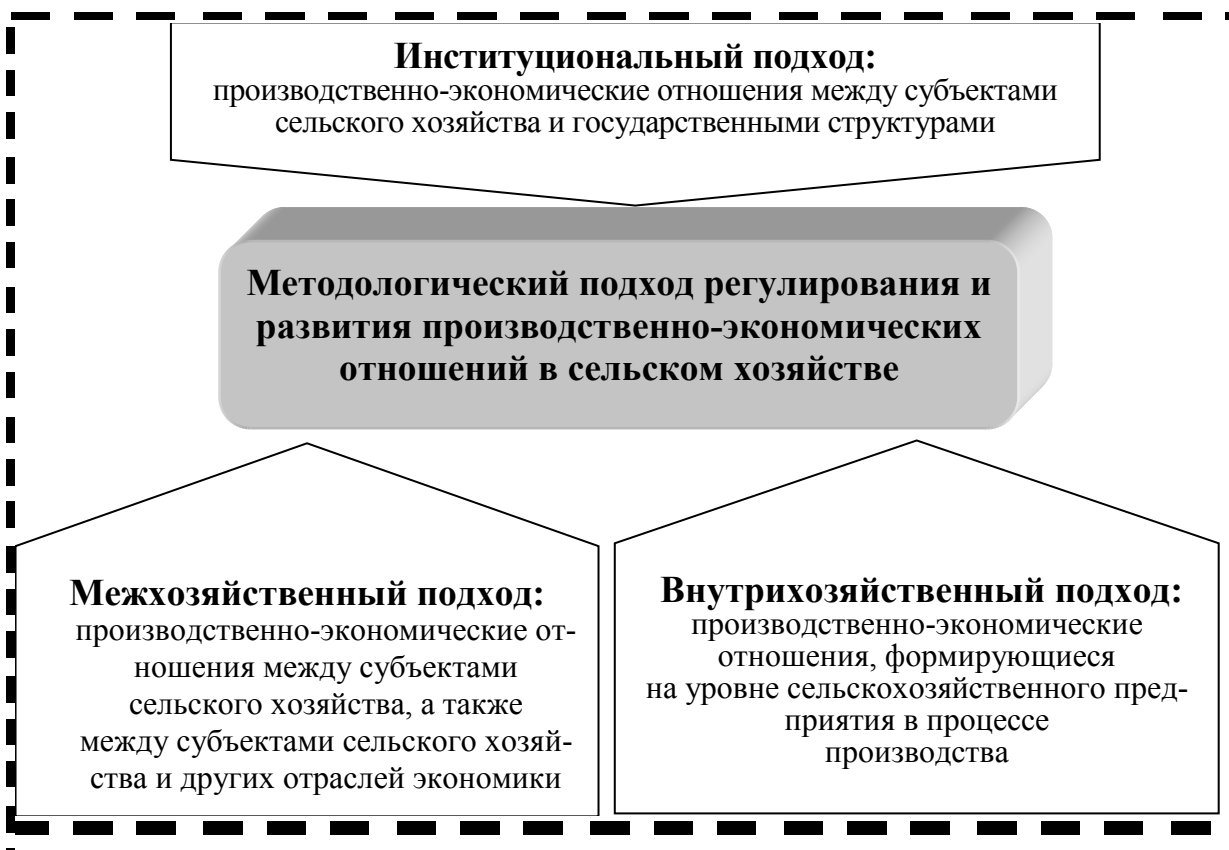 Институциональный подход:
производственно-экономические отношения между субъектами
сельского хозяйства и государственными структурами
Методологический подход регулирования и
развития производственно-экономических
отношений в сельском хозяйстве
Межхозяйственный подход:
производственно-экономические от-
ношения между субъектами
сельского хозяйства, а также
между субъектами сельского хозяй-
ства и других отраслей экономики
Внутрихозяйственный подход:
производственно-экономические
отношения, формирующиеся
на уровне сельскохозяйственного пред-
приятия в процессе
производства